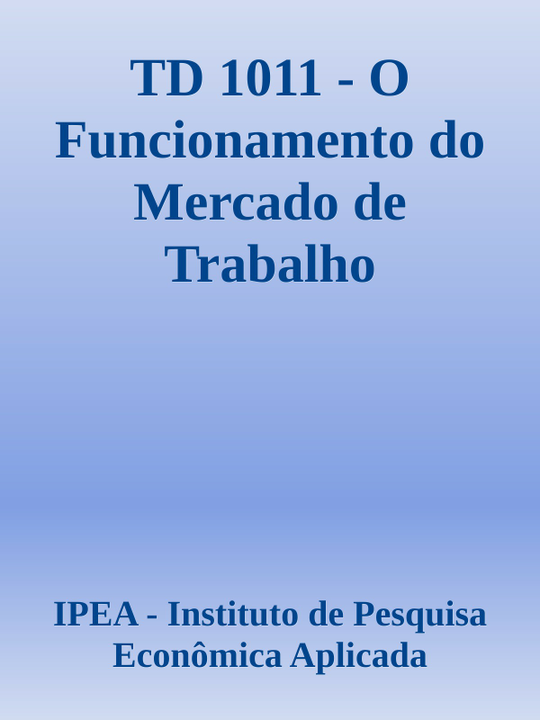 TD 1011 - O
Funcionamento do
Mercado de
Trabalho
IPEA - Instituto de Pesquisa
Econômica Aplicada